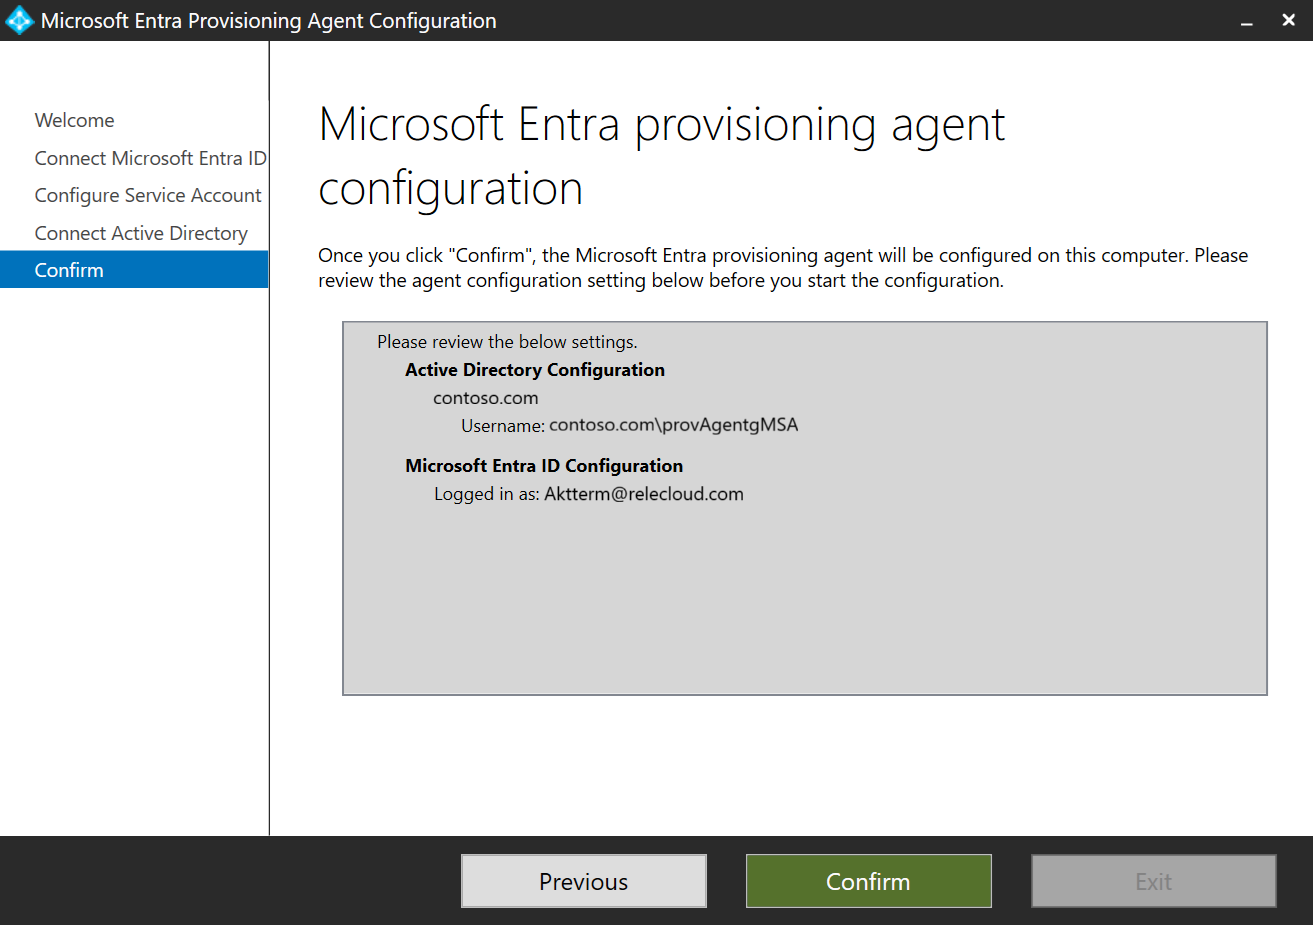 Microsoft Entra Provisioning Agent Configuration
Welcome
Connect Microsoft Entra ID
Configure Service Account
Connect Active Directory
Confirm
Microsoft Entra provisioning agent
configuration
Once you click "Confirm", the Microsoft Entra provisioning agent will be configured on this computer. Please
review the agent configuration setting below before you start the configuration.
Please review the below settings.
Active Directory Configuration
contoso.com
Username: contoso.com\provAgentgMSA
Microsoft Entra ID Configuration
Logged in as: Aktterm@relecloud.com
Previous
Confirm
Exit